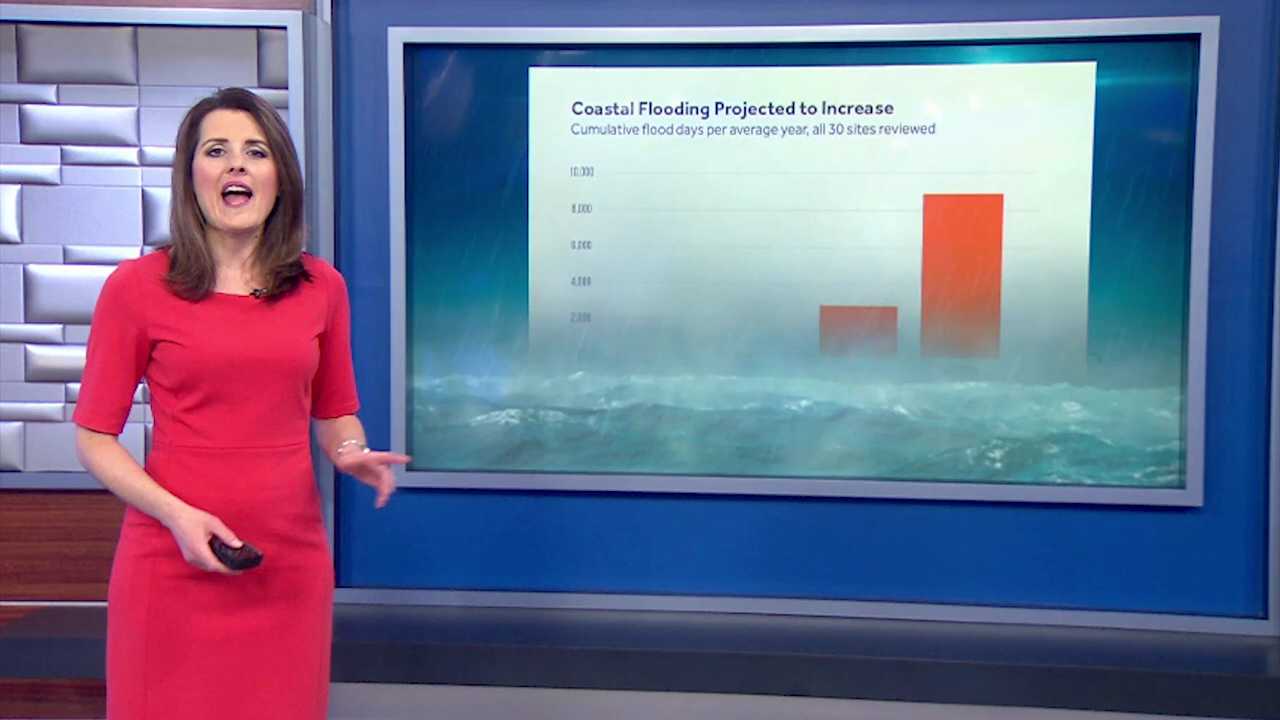 Coastal Flooding Projected to Increase
Cumulative flood days per average year, all 30 sites reviewed
10,000
8,000
6,000
4,000
2,000